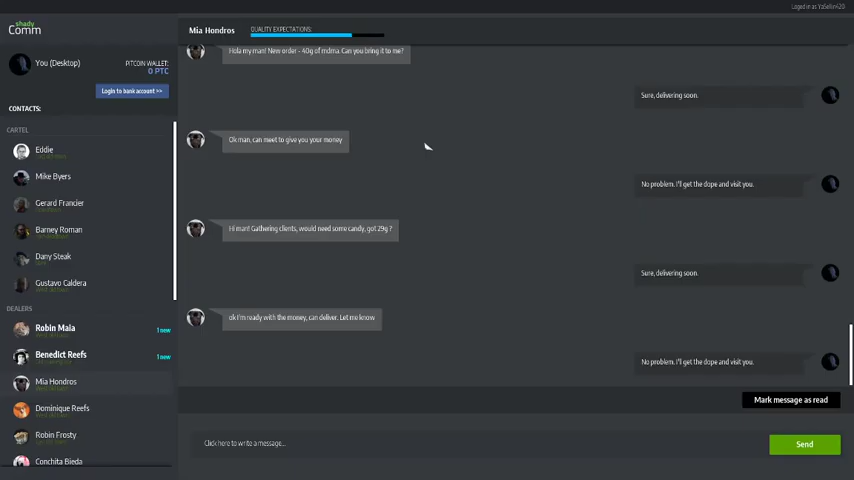 Logged in as YaSellin420
shady
Comm
Mia Hondros
QUALITY EXPECTATIONS:
You (Desktop)
PITCOIN WALLET:
0 PTC
Login to bank account >>
CONTACTS:
CARTEL
Eddie
Mike Byers
Gerard Francier
Barney Roman
Dany Steak
Gustavo Caldera
DEALERS
Robin Maia
1 new
Benedict Reefs
1 new
Mia Hondros
Dominique Reefs
Robin Frosty
Conchita Bieda
Hola my man! New order - 40g of mdma. Can you bring it to me?
Sure, delivering soon.
Ok man, can meet to give you your money
No problem. I'll get the dope and visit you.
Hi man! Gathering clients, would need some candy, got 29g ?
Sure, delivering soon.
ok I'm ready with the money, can deliver. Let me know
No problem. I'll get the dope and visit you.
Mark message as read
Click here to write a message...
Send